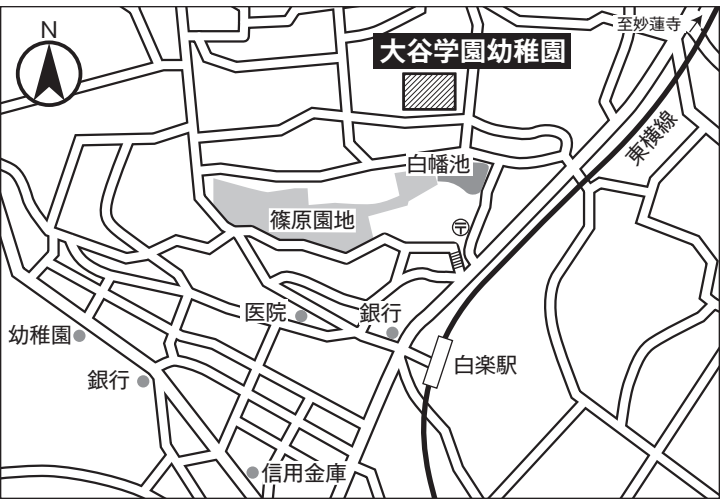 N
至妙蓮寺
大谷学園幼稚園
東横線
白幡池
篠原園地
〒
医院
銀行
幼稚園
白楽駅
銀行
信用金庫